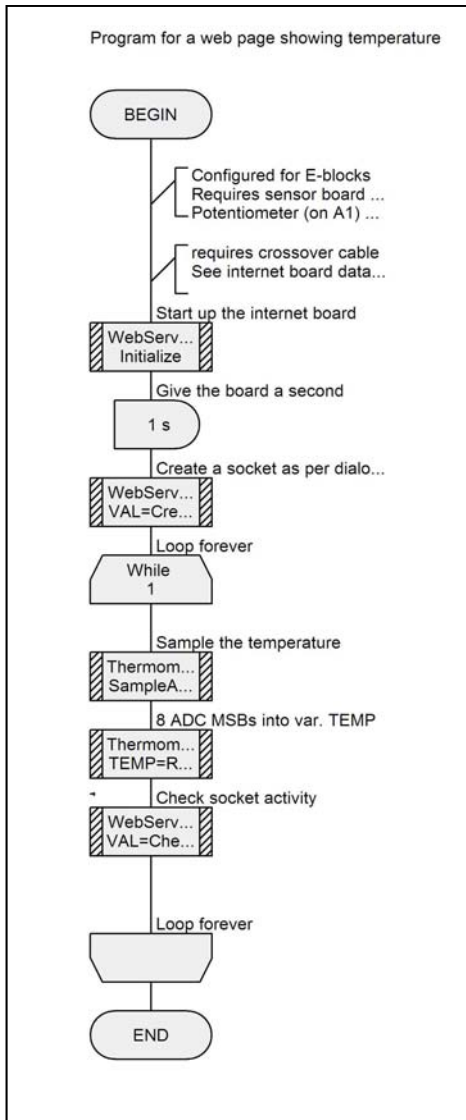 Program for a web page showing temperature
BEGIN
Configured for E-blocks
Requires sensor board ...
Potentiometer (on A1) ...
requires crossover cable
See internet board data...
Start up the internet board
WebServ...
Initialize
Give the board a second
1 s
Create a socket as per dialo...
WebServ...
VAL=Cre...
Loop forever
While
1
Sample the temperature
Thermom...
SampleA...
8 ADC MSBs into var. TEMP
Thermom...
TEMP=R...
Check socket activity
WebServ...
VAL=Che...
Loop forever
END